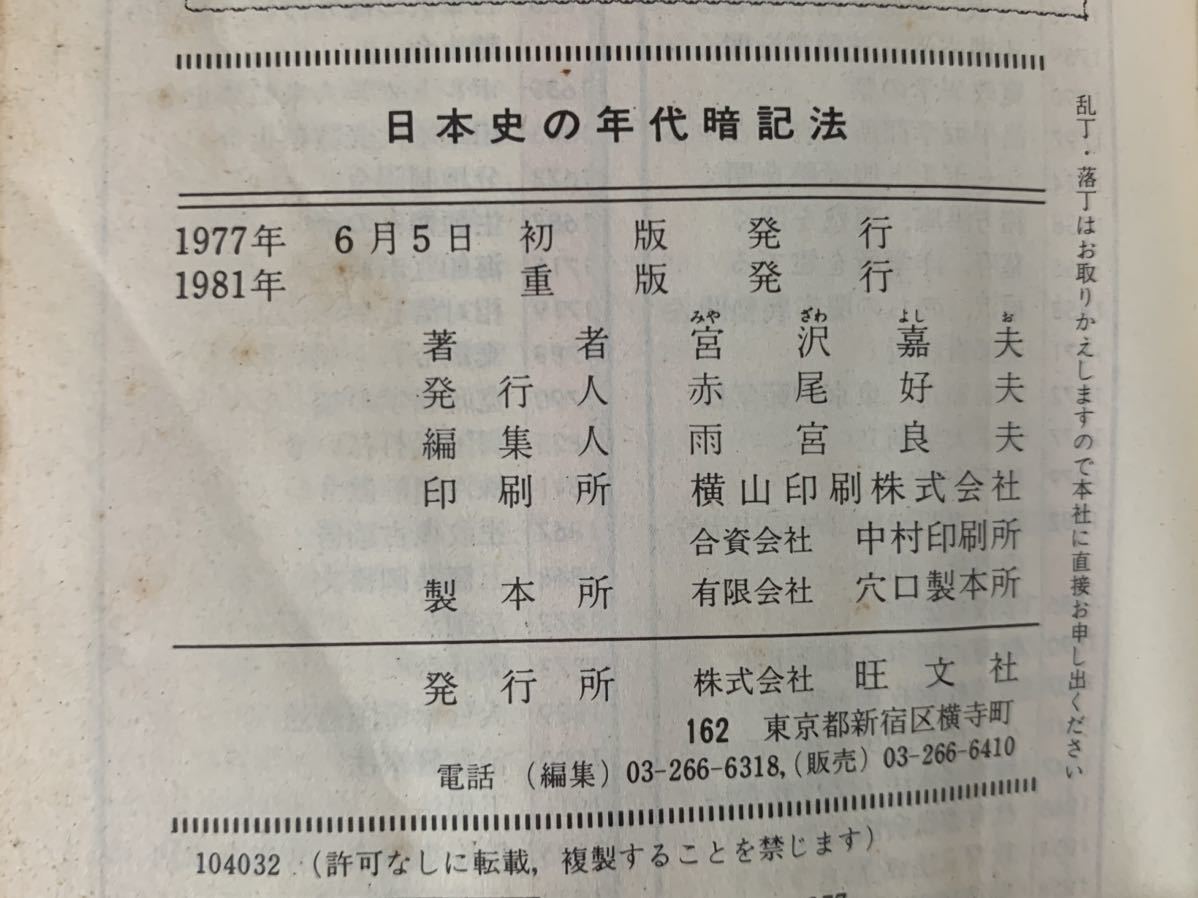 日本史の年代暗記法
1977年 6月5日 初版発行
1981年 重版発行
みや ざわ よし お
著者 宮沢嘉夫
発行人 赤尾好夫
編集人 雨宮良夫
印刷所 横山印刷株式会社
合資会社 中村印刷所
製本所 有限会社 穴口製本所
発行所 株式会社 旺文社
162 東京都新宿区横寺町
電話 (編集) 03-266-6318, (販売) 03-266-6410
104032 (許可なしに転載, 複製することを禁じます)
乱丁・落丁はお取りかえしますので本社に直接お申し出ください